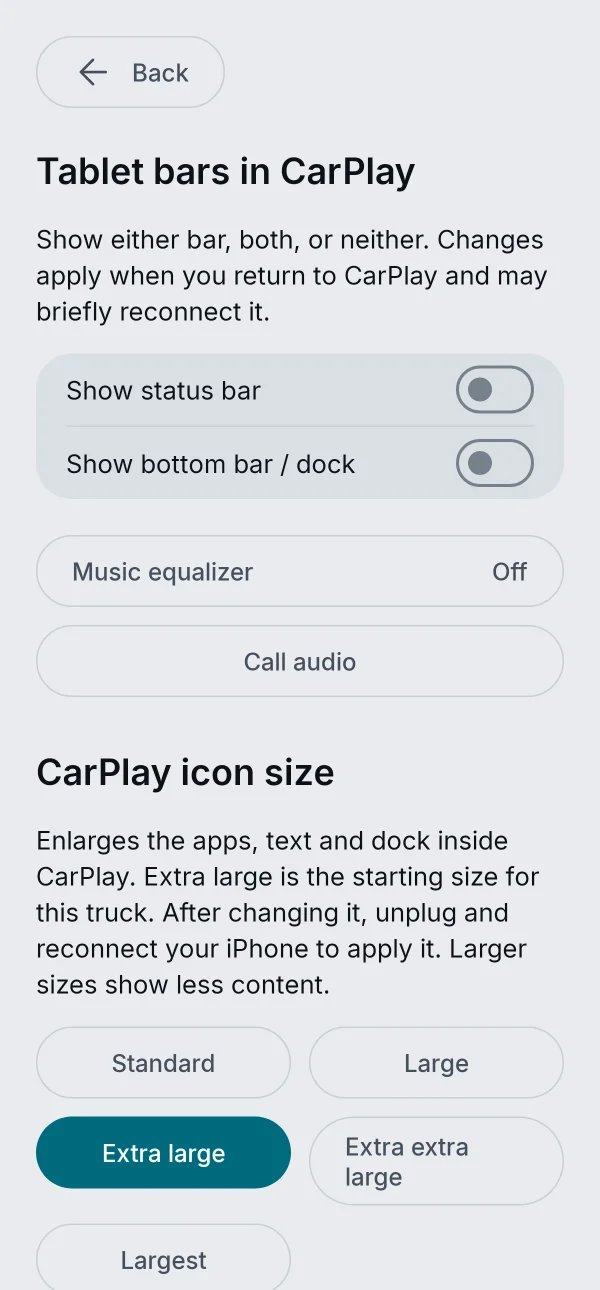 Back
Tablet bars in CarPlay
Show either bar, both, or neither. Changes
apply when you return to CarPlay and may
briefly reconnect it.
Show status bar
Show bottom bar / dock
Music equalizer Off
Call audio
CarPlay icon size
Enlarges the apps, text and dock inside
CarPlay. Extra large is the starting size for
this truck. After changing it, unplug and
reconnect your iPhone to apply it. Larger
sizes show less content.
Standard
Large
Extra large
Extra extra
large
Largest